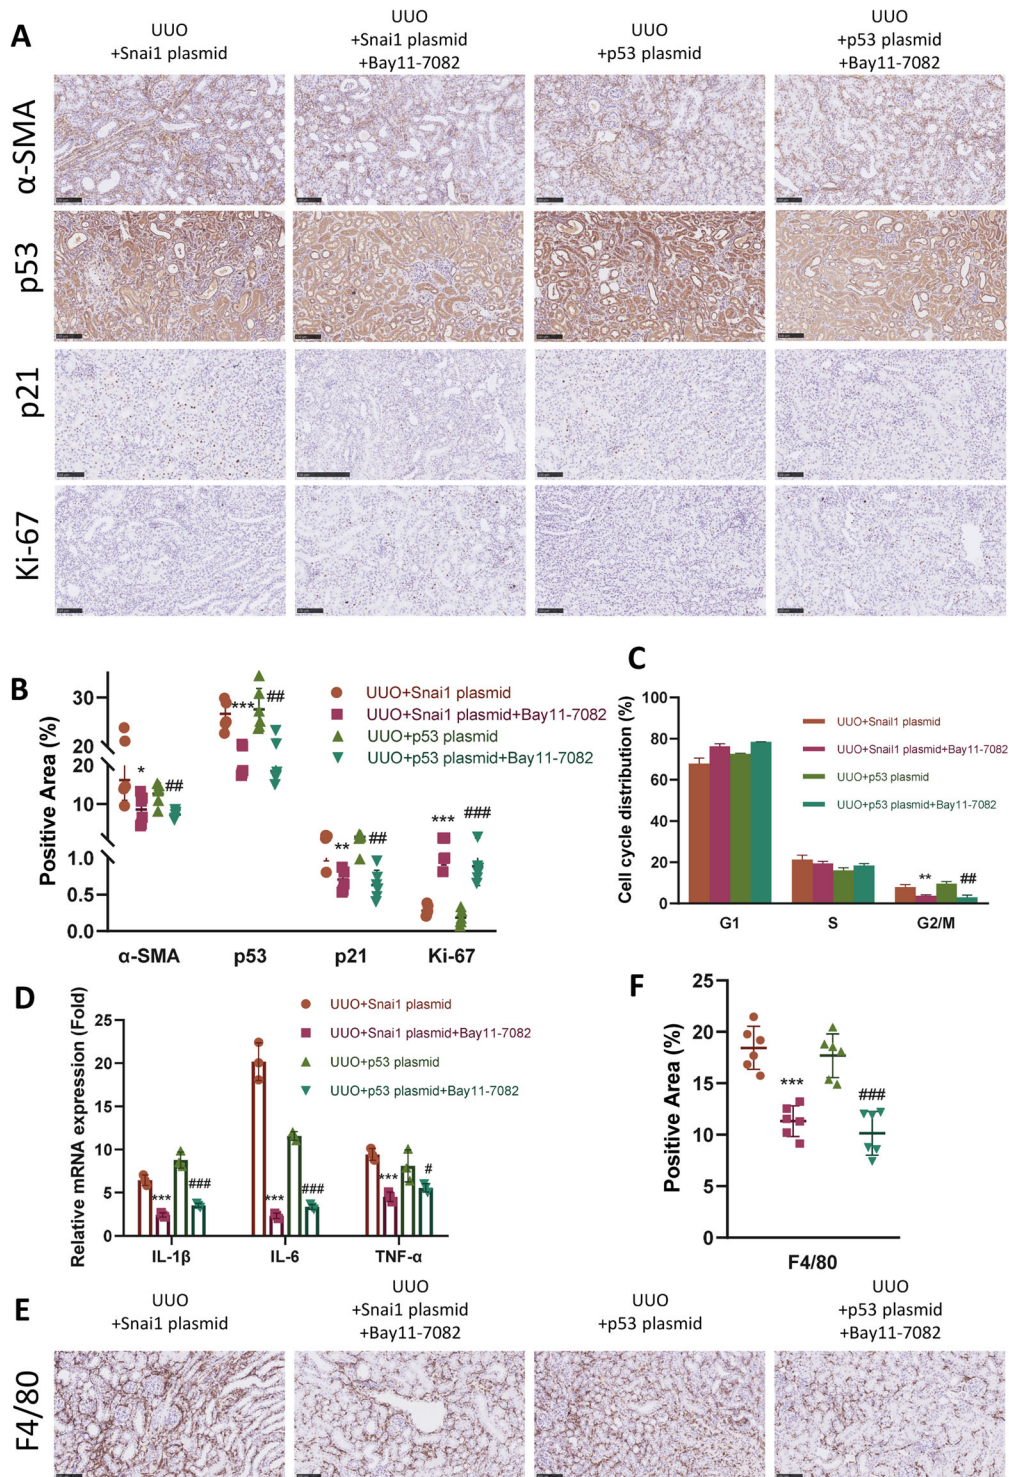 A
UUO
+Snai1 plasmid
UUO
+Snai1 plasmid
+Bay11-7082
UUO
+p53 plasmid
UUO
+p53 plasmid
+Bay11-7082
α-SMA
p53
p21
Ki-67
B
Positive Area (%)
30
20
20
10
1.0
0.5
0.0
*
##
***
##
**
##
***
###
α-SMA
p53
p21
Ki-67
UUO+Snai1 plasmid
UUO+Snai1 plasmid+Bay11-7082
UUO+p53 plasmid
UUO+p53 plasmid+Bay11-7082
C
Cell cycle distribution (%)
100
80
60
40
20
0
**
##
G1
S
G2/M
UUO+Snail1 plasmid
UUO+Snail1 plasmid+Bay11-7082
UUO+p53 plasmid
UUO+p53 plasmid+Bay11-7082
D
Relative mRNA expression (Fold)
25
20
15
10
5
0
***
###
***
###
***
#
IL-1β
IL-6
TNF-α
UUO+Snai1 plasmid
UUO+Snai1 plasmid+Bay11-7082
UUO+p53 plasmid
UUO+p53 plasmid+Bay11-7082
F
Positive Area (%)
25
20
15
10
5
0
***
###
F4/80
E
UUO
+Snai1 plasmid
UUO
+Snai1 plasmid
+Bay11-7082
UUO
+p53 plasmid
UUO
+p53 plasmid
+Bay11-7082
F4/80